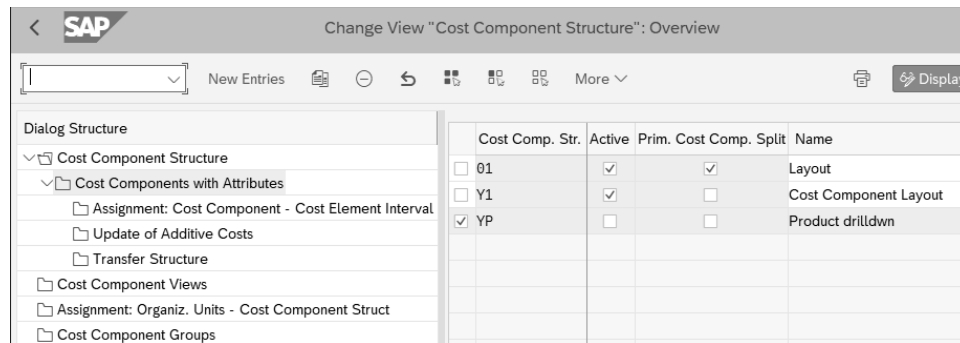 SAP Change View "Cost Component Structure": Overview
New Entries More Displa
Dialog Structure
Cost Component Structure
Cost Components with Attributes
Assignment: Cost Component - Cost Element Interval
Update of Additive Costs
Transfer Structure
Cost Component Views
Assignment: Organiz. Units - Cost Component Struct
Cost Component Groups
Cost Comp. Str. Active Prim. Cost Comp. Split Name
01 Layout
Y1 Cost Component Layout
YP Product drilldwn